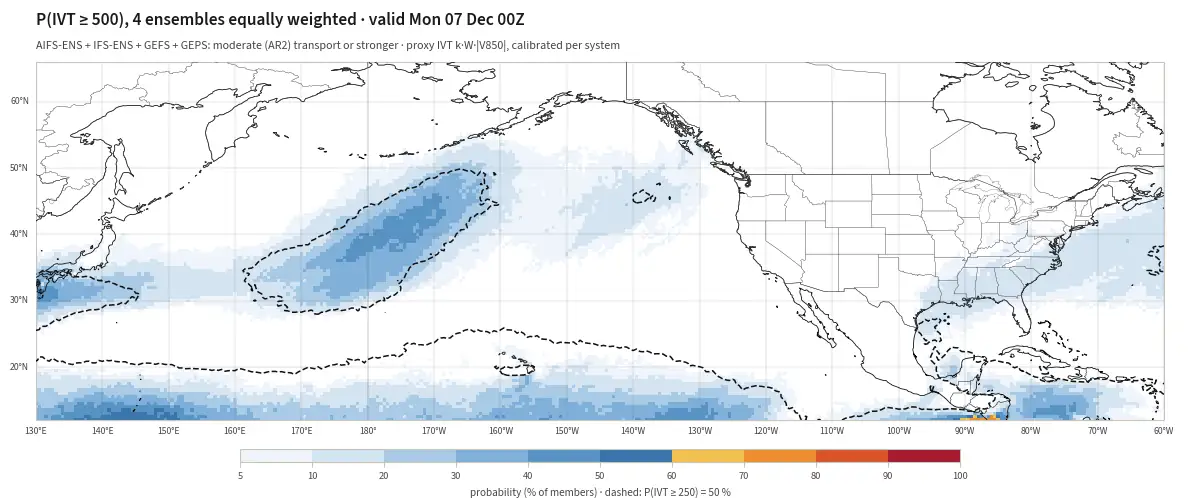 P(IVT ≥ 500), 4 ensembles equally weighted · valid Mon 07 Dec 00Z
AIFS-ENS + IFS-ENS + GEFS + GEPS: moderate (AR2) transport or stronger · proxy IVT k·W·|V850|, calibrated per system
60°N
50°N
40°N
30°N
20°N
130°E 140°E 150°E 160°E 170°E 180° 170°W 160°W 150°W 140°W 130°W 120°W 110°W 100°W 90°W 80°W 70°W 60°W
5 10 20 30 40 50 60 70 80 90 100
probability (% of members) · dashed: P(IVT ≥ 250) = 50 %